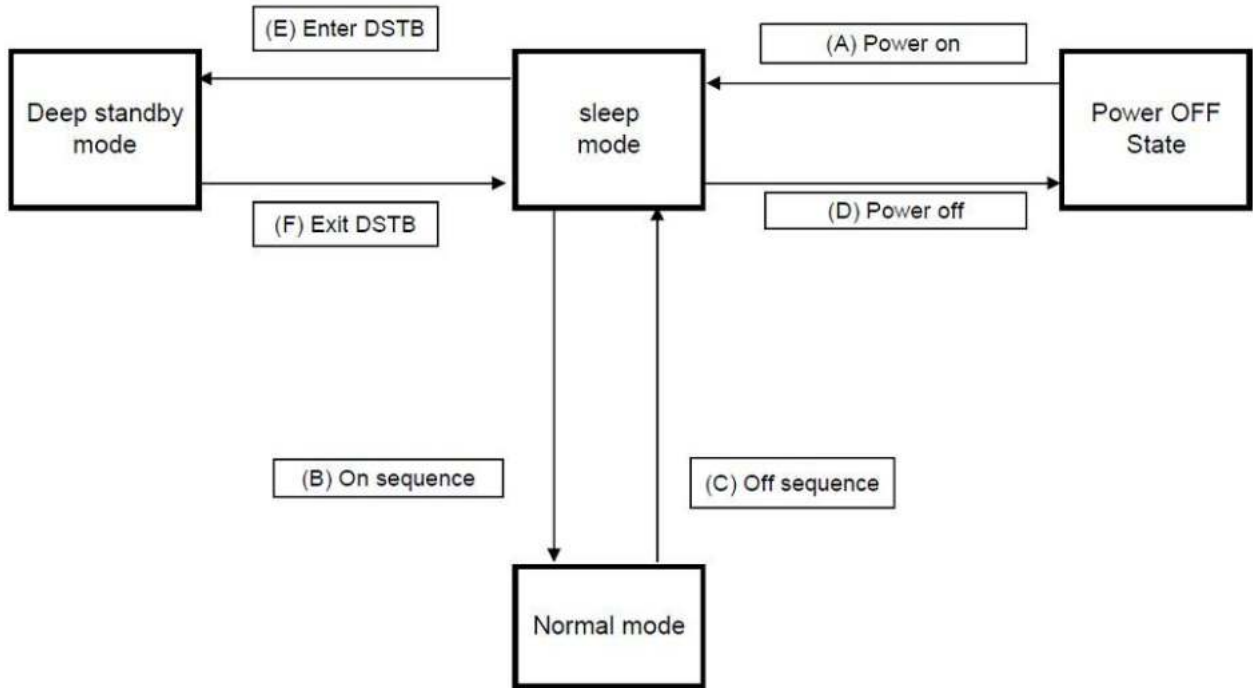 (E) Enter DSTB
(A) Power on
Deep standby
mode
sleep
mode
Power OFF
State
(F) Exit DSTB
(D) Power off
(B) On sequence
(C) Off sequence
Normal mode